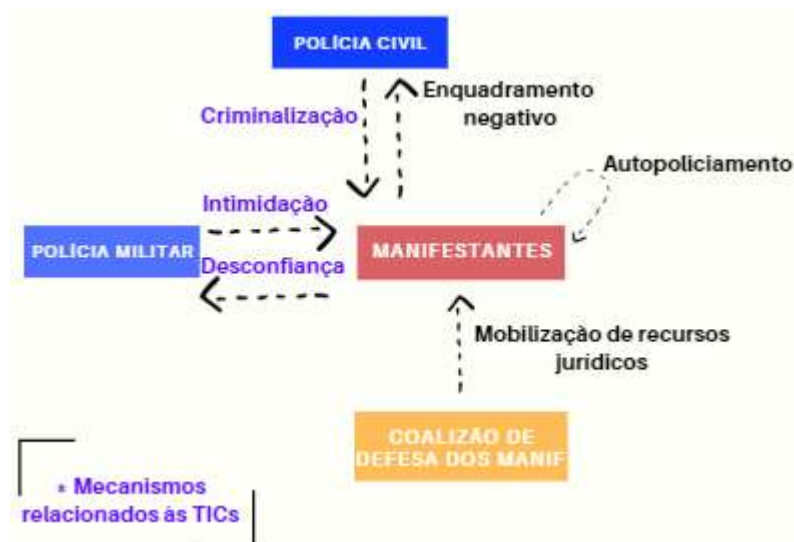 POLÍCIA CIVIL
Criminalização
Enquadramento
negativo
Autopoliciamento
Intimidação
POLÍCIA MILITAR
MANIFESTANTES
Desconfiança
Mobilização de recursos
jurídicos
COALIZÃO DE
DEFESA DOS MANIF
* Mecanismos
relacionados às TICs